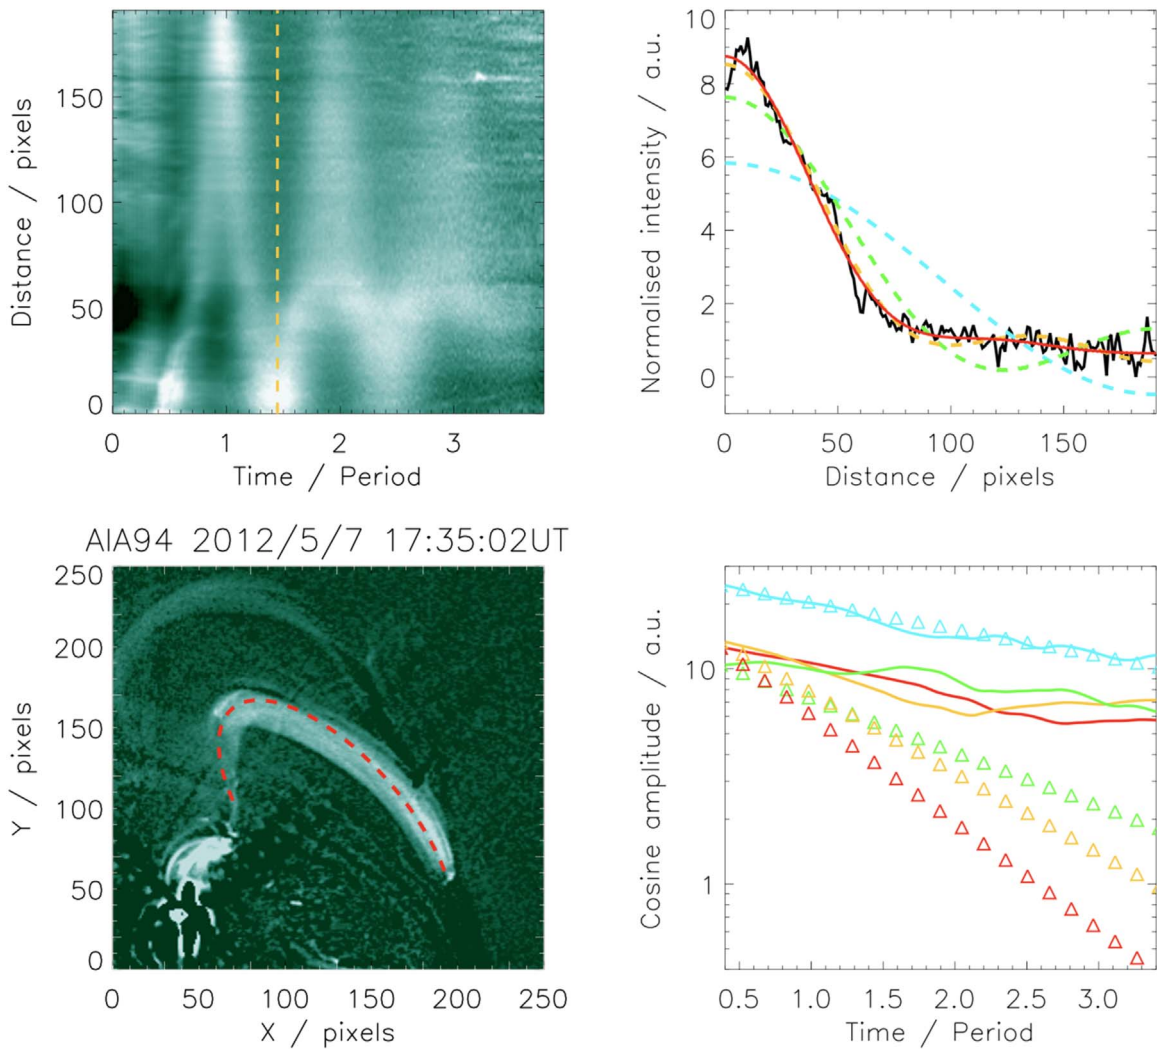 Distance / pixels
150
100
50
0
0 1 2 3
Time / Period
Normalised intensity / a.u.
10
8
6
4
2
0
0 50 100 150
Distance / pixels
AIA94 2012/5/7 17:35:02UT
Y / pixels
250
200
150
100
50
0
0 50 100 150 200 250
X / pixels
Cosine amplitude / a.u.
10
1
0.5 1.0 1.5 2.0 2.5 3.0
Time / Period